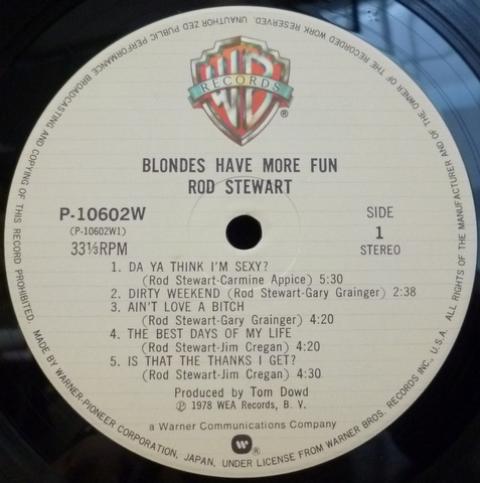 WB
RECORDS
®
BLONDES HAVE MORE FUN
ROD STEWART
P-10602W
(P-10602W1)
33⅓RPM
SIDE
1
STEREO
1. DA YA THINK I'M SEXY?
(Rod Stewart-Carmine Appice) 5:30
2. DIRTY WEEKEND (Rod Stewart-Gary Grainger) 2:38
3. AIN'T LOVE A BITCH
(Rod Stewart-Gary Grainger) 4:20
4. THE BEST DAYS OF MY LIFE
(Rod Stewart-Jim Cregan) 4:20
5. IS THAT THE THANKS I GET?
(Rod Stewart-Jim Cregan) 4:30
Produced by Tom Dowd
℗ 1978 WEA Records, B. V.
a Warner Communications Company
®
MADE BY WARNER-PIONEER CORPORATION, JAPAN, UNDER LICENSE FROM WARNER BROS. RECORDS INC., U.S.A. ALL RIGHTS OF THE MANUFACTURER AND OF THE OWNER OF THE RECORDED WORK RESERVED. UNAUTHORIZED PUBLIC PERFORMANCE BROADCASTING AND COPYING OF THIS RECORD PROHIBITED.